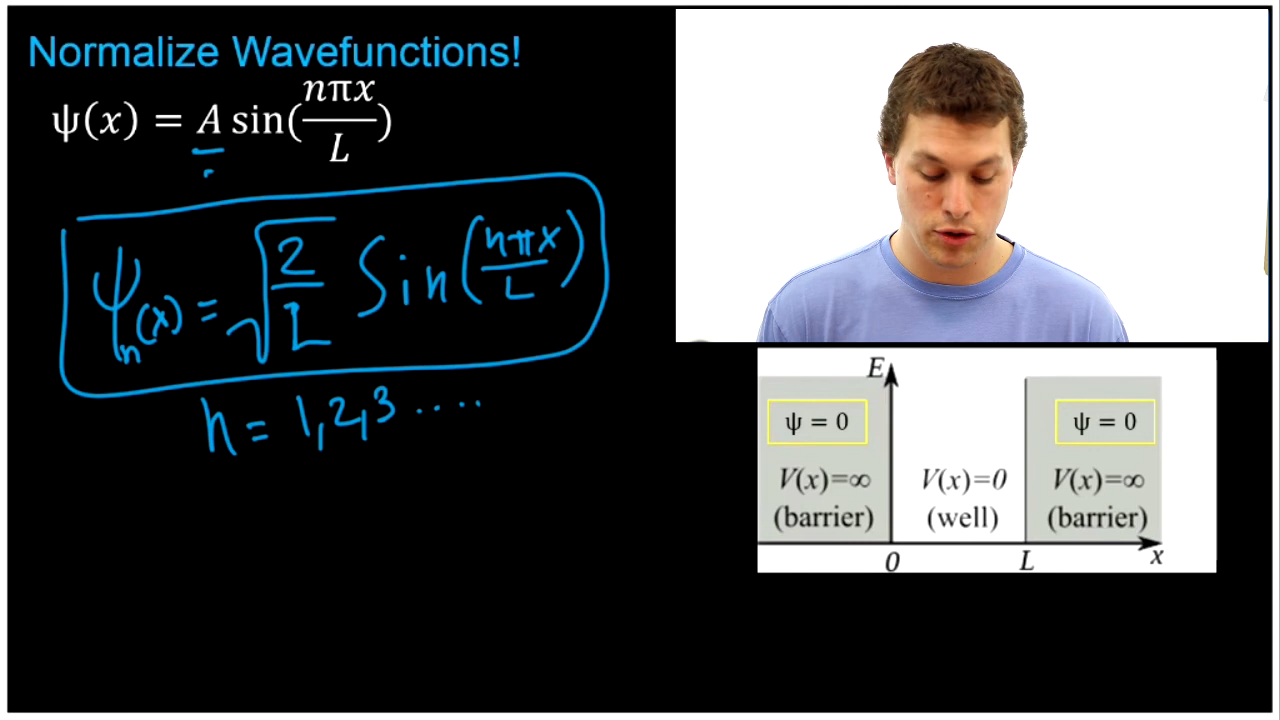 Normalize Wavefunctions!
ψ(x) = A sin(nπx/L)
ψn(x) = √(2/L) Sin(nπx/L)
n = 1,2,3 ....
E
ψ = 0 ψ = 0
V(x)=∞ V(x)=0 V(x)=∞
(barrier) (well) (barrier)
0 L x